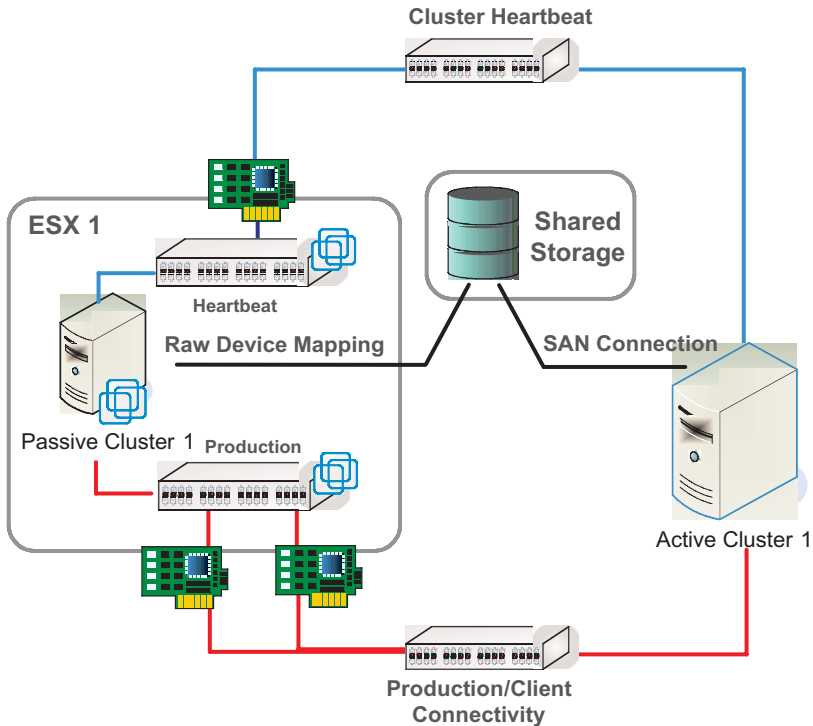 Cluster Heartbeat
ESX 1
Shared
Storage
Heartbeat
Raw Device Mapping
SAN Connection
Passive Cluster 1
Production
Active Cluster 1
Production/Client
Connectivity